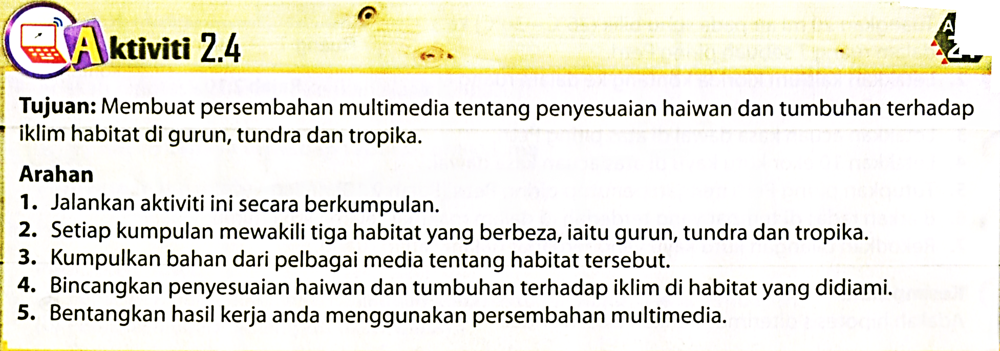 Aktiviti 2.4
Tujuan: Membuat persembahan multimedia tentang penyesuaian haiwan dan tumbuhan terhadap
iklim habitat di gurun, tundra dan tropika.
Arahan
1. Jalankan aktiviti ini secara berkumpulan.
2. Setiap kumpulan mewakili tiga habitat yang berbeza, iaitu gurun, tundra dan tropika.
3. Kumpulkan bahan dari pelbagai media tentang habitat tersebut.
4. Bincangkan penyesuaian haiwan dan tumbuhan terhadap iklim di habitat yang didiami.
5. Bentangkan hasil kerja anda menggunakan persembahan multimedia.